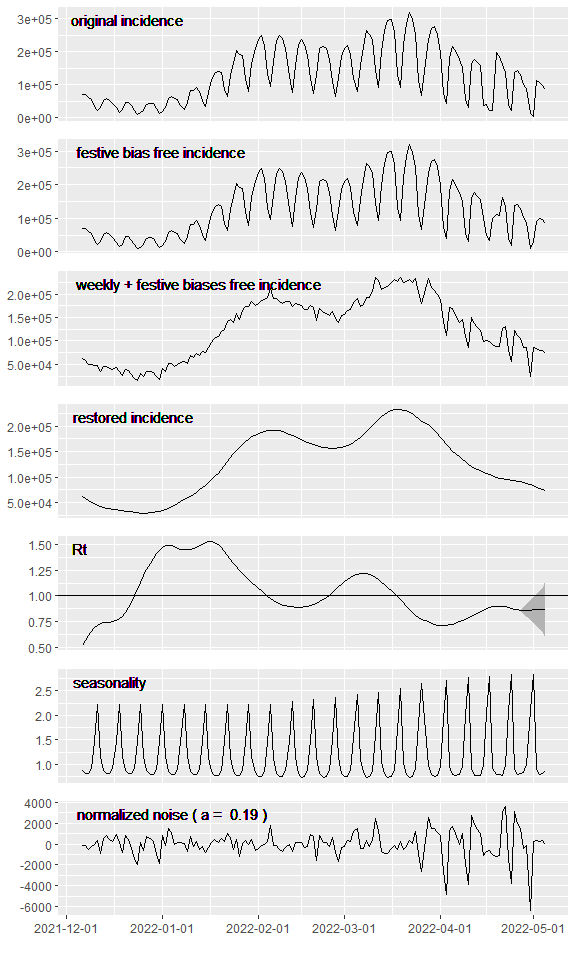 original incidence
3e+05
2e+05
1e+05
0e+00
festive bias free incidence
3e+05
2e+05
1e+05
0e+00
weekly + festive biases free incidence
2.0e+05
1.5e+05
1.0e+05
5.0e+04
restored incidence
2.0e+05
1.5e+05
1.0e+05
5.0e+04
Rt
1.50
1.25
1.00
0.75
0.50
seasonality
2.5
2.0
1.5
1.0
normalized noise ( a = 0.19 )
4000
2000
0
-2000
-4000
-6000
2021-12-01 2022-01-01 2022-02-01 2022-03-01 2022-04-01 2022-05-01